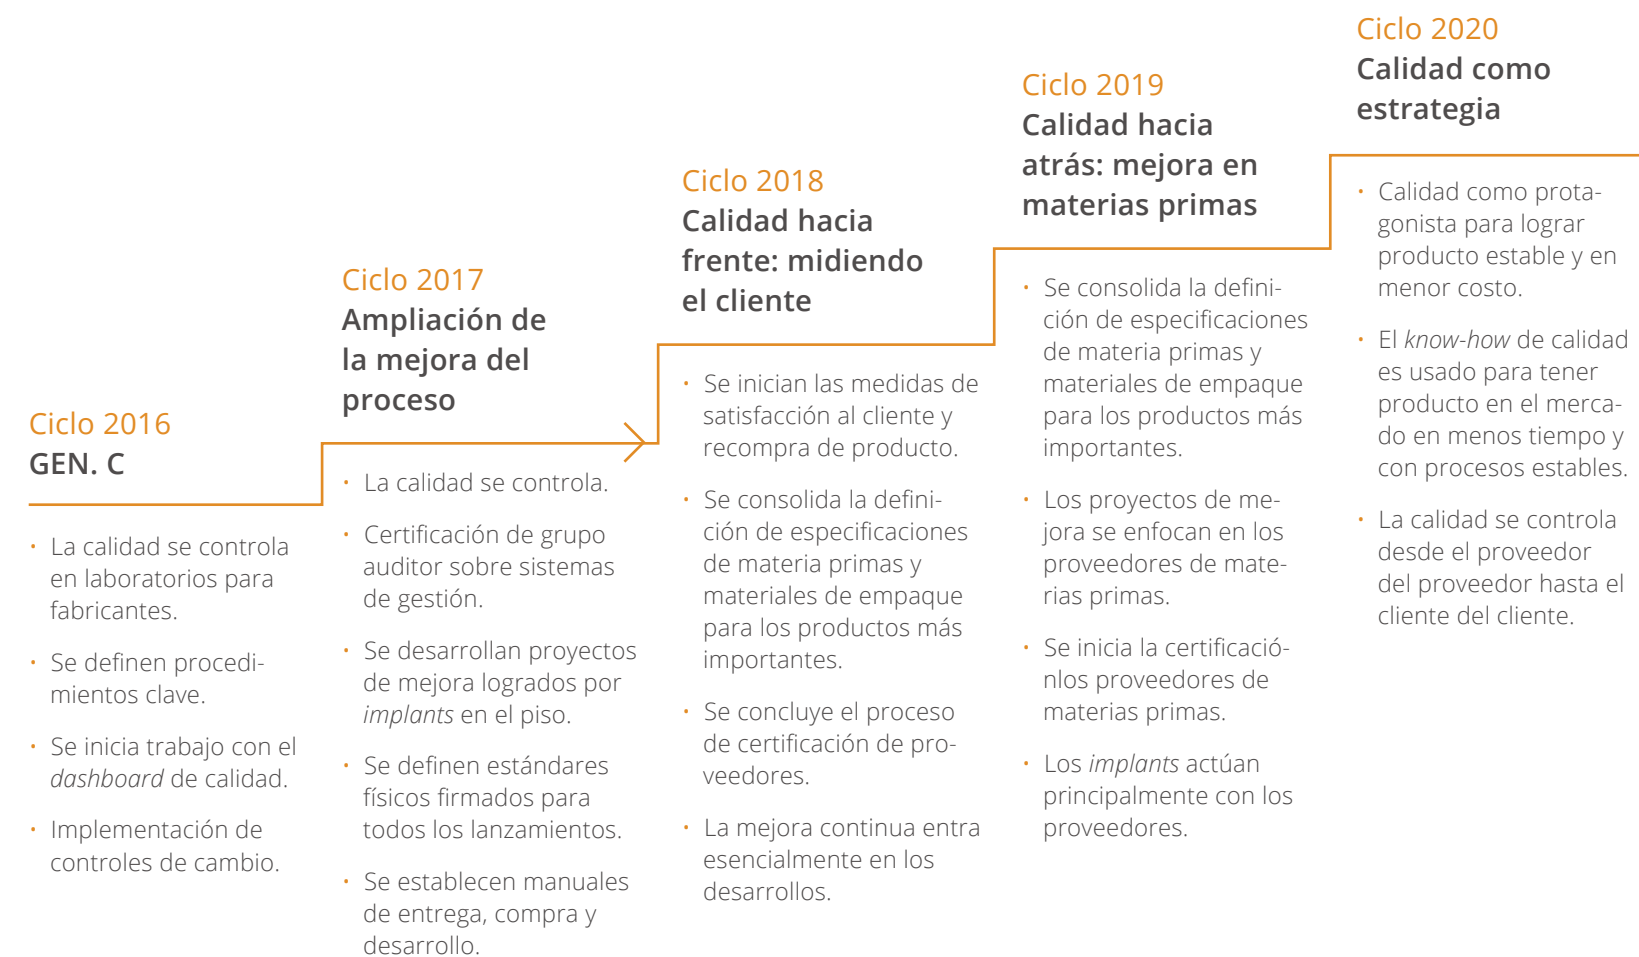 Ciclo 2016
GEN. C
· La calidad se controla
en laboratorios para
fabricantes.
· Se definen procedi-
mientos clave.
· Se inicia trabajo con el
dashboard de calidad.
· Implementación de
controles de cambio.
Ciclo 2017
Ampliación de
la mejora del
proceso
· La calidad se controla.
· Certificación de grupo
auditor sobre sistemas
de gestión.
· Se desarrollan proyectos
de mejora logrados por
implants en el piso.
· Se definen estándares
físicos firmados para
todos los lanzamientos.
· Se establecen manuales
de entrega, compra y
desarrollo.
Ciclo 2018
Calidad hacia
frente: midiendo
el cliente
· Se inician las medidas de
satisfacción al cliente y
recompra de producto.
· Se consolida la defini-
ción de especificaciones
de materia primas y
materiales de empaque
para los productos más
importantes.
· Se concluye el proceso
de certificación de pro-
veedores.
· La mejora continua entra
esencialmente en los
desarrollos.
Ciclo 2019
Calidad hacia
atrás: mejora en
materias primas
· Se consolida la defini-
ción de especificaciones
de materia primas y
materiales de empaque
para los productos más
importantes.
· Los proyectos de me-
jora se enfocan en los
proveedores de mate-
rias primas.
· Se inicia la certificació-
nlos proveedores de
materias primas.
· Los implants actúan
principalmente con los
proveedores.
Ciclo 2020
Calidad como
estrategia
· Calidad como prota-
gonista para lograr
producto estable y en
menor costo.
· El know-how de calidad
es usado para tener
producto en el merca-
do en menos tiempo y
con procesos estables.
· La calidad se controla
desde el proveedor
del proveedor hasta el
cliente del cliente.